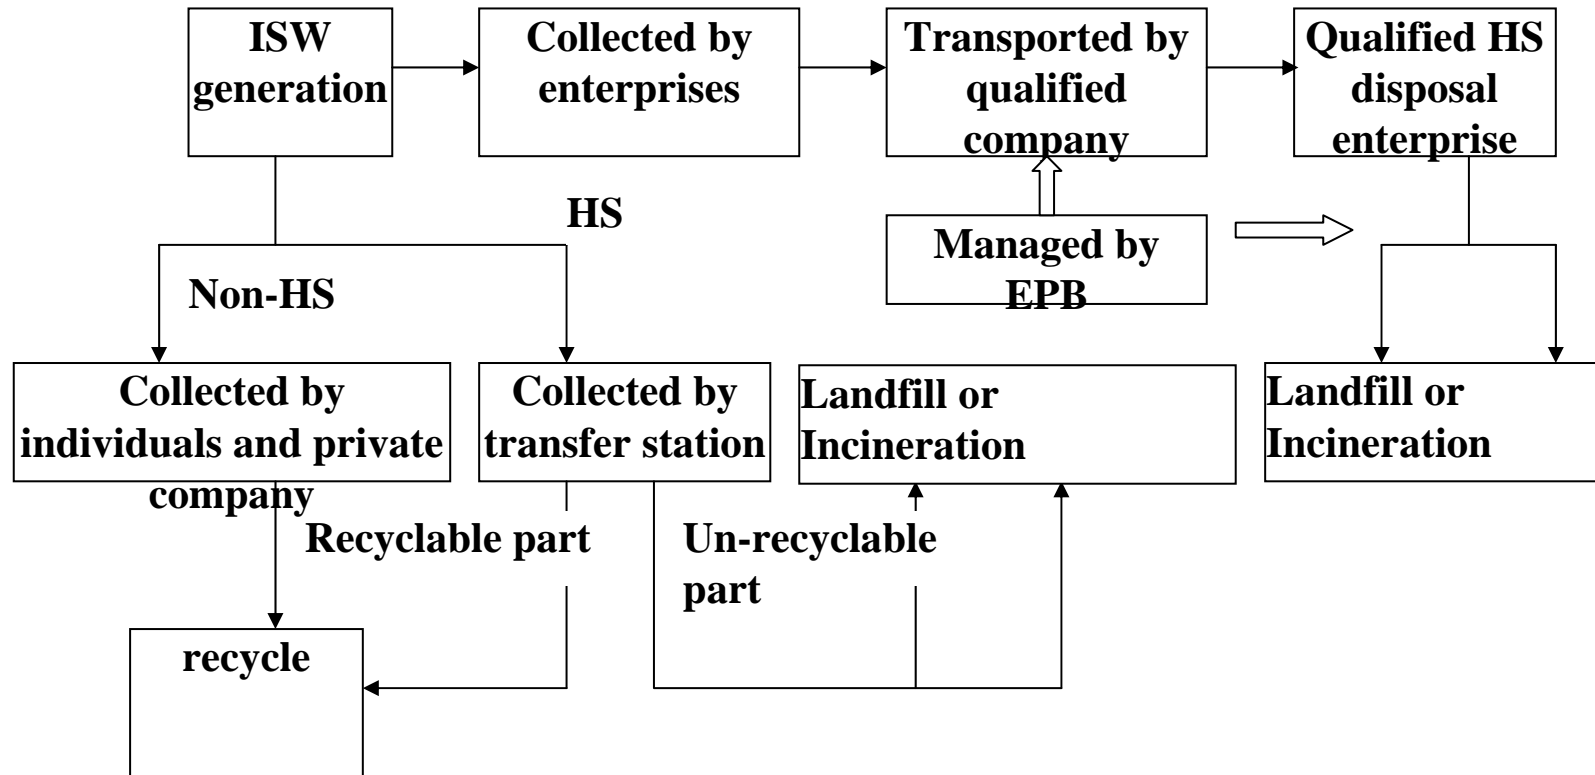 ISW
generation
Collected by
enterprises
Transported by
qualified
company
Qualified HS
disposal
enterprise
HS
Managed by
EPB
Non-HS
Collected by
individuals and private
company
Collected by
transfer station
Landfill or
Incineration
Landfill or
Incineration
Recyclable part
Un-recyclable
part
recycle